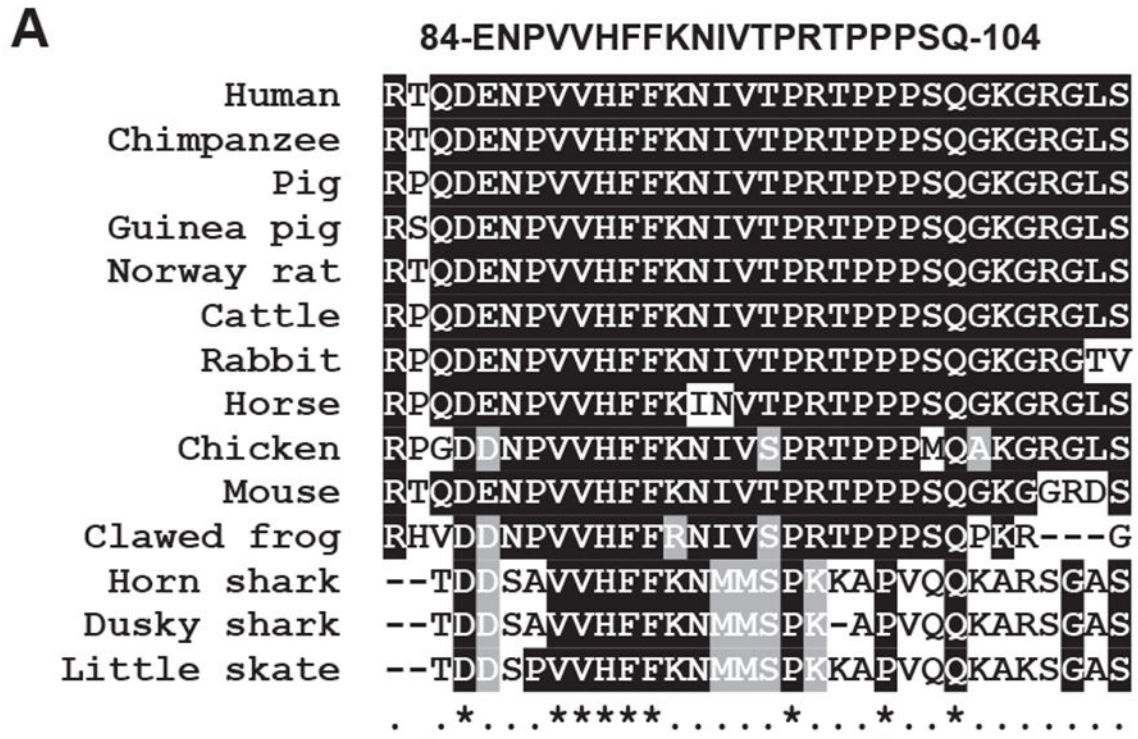 A
84-ENPVVHFFKNIVTPRTPPPSQ-104
Human RTQDENPVVHFFKNIVTPRTPPPSQGKGRGLS
Chimpanzee RTQDENPVVHFFKNIVTPRTPPPSQGKGRGLS
Pig RPQDENPVVHFFKNIVTPRTPPPSQGKGRGLS
Guinea pig RSQDENPVVHFFKNIVTPRTPPPSQGKGRGLS
Norway rat RTQDENPVVHFFKNIVTPRTPPPSQGKGRGLS
Cattle RPQDENPVVHFFKNIVTPRTPPPSQGKGRGLS
Rabbit RPQDENPVVHFFKNIVTPRTPPPSQGKGRGTV
Horse RPQDENPVVHFFKINVTPRTPPPSQGKGRGLS
Chicken RPGDDNPVVHFFKNIVSPRTPPPMQAKGRGLS
Mouse RTQDENPVVHFFKNIVTPRTPPPSQGKGGRDS
Clawed frog RHVDDNPVVHFFRNIVSPRTPPPSQPKR---G
Horn shark --TDDSAVVHFFKNMMSPKKAPVQQKARSGAS
Dusky shark --TDDSAVVHFFKNMMSPK-APVQQKARSGAS
Little skate --TDDSPVVHFFKNMMSPKKAPVQQKAKSGAS
. .*...*****.....*...*..*.......